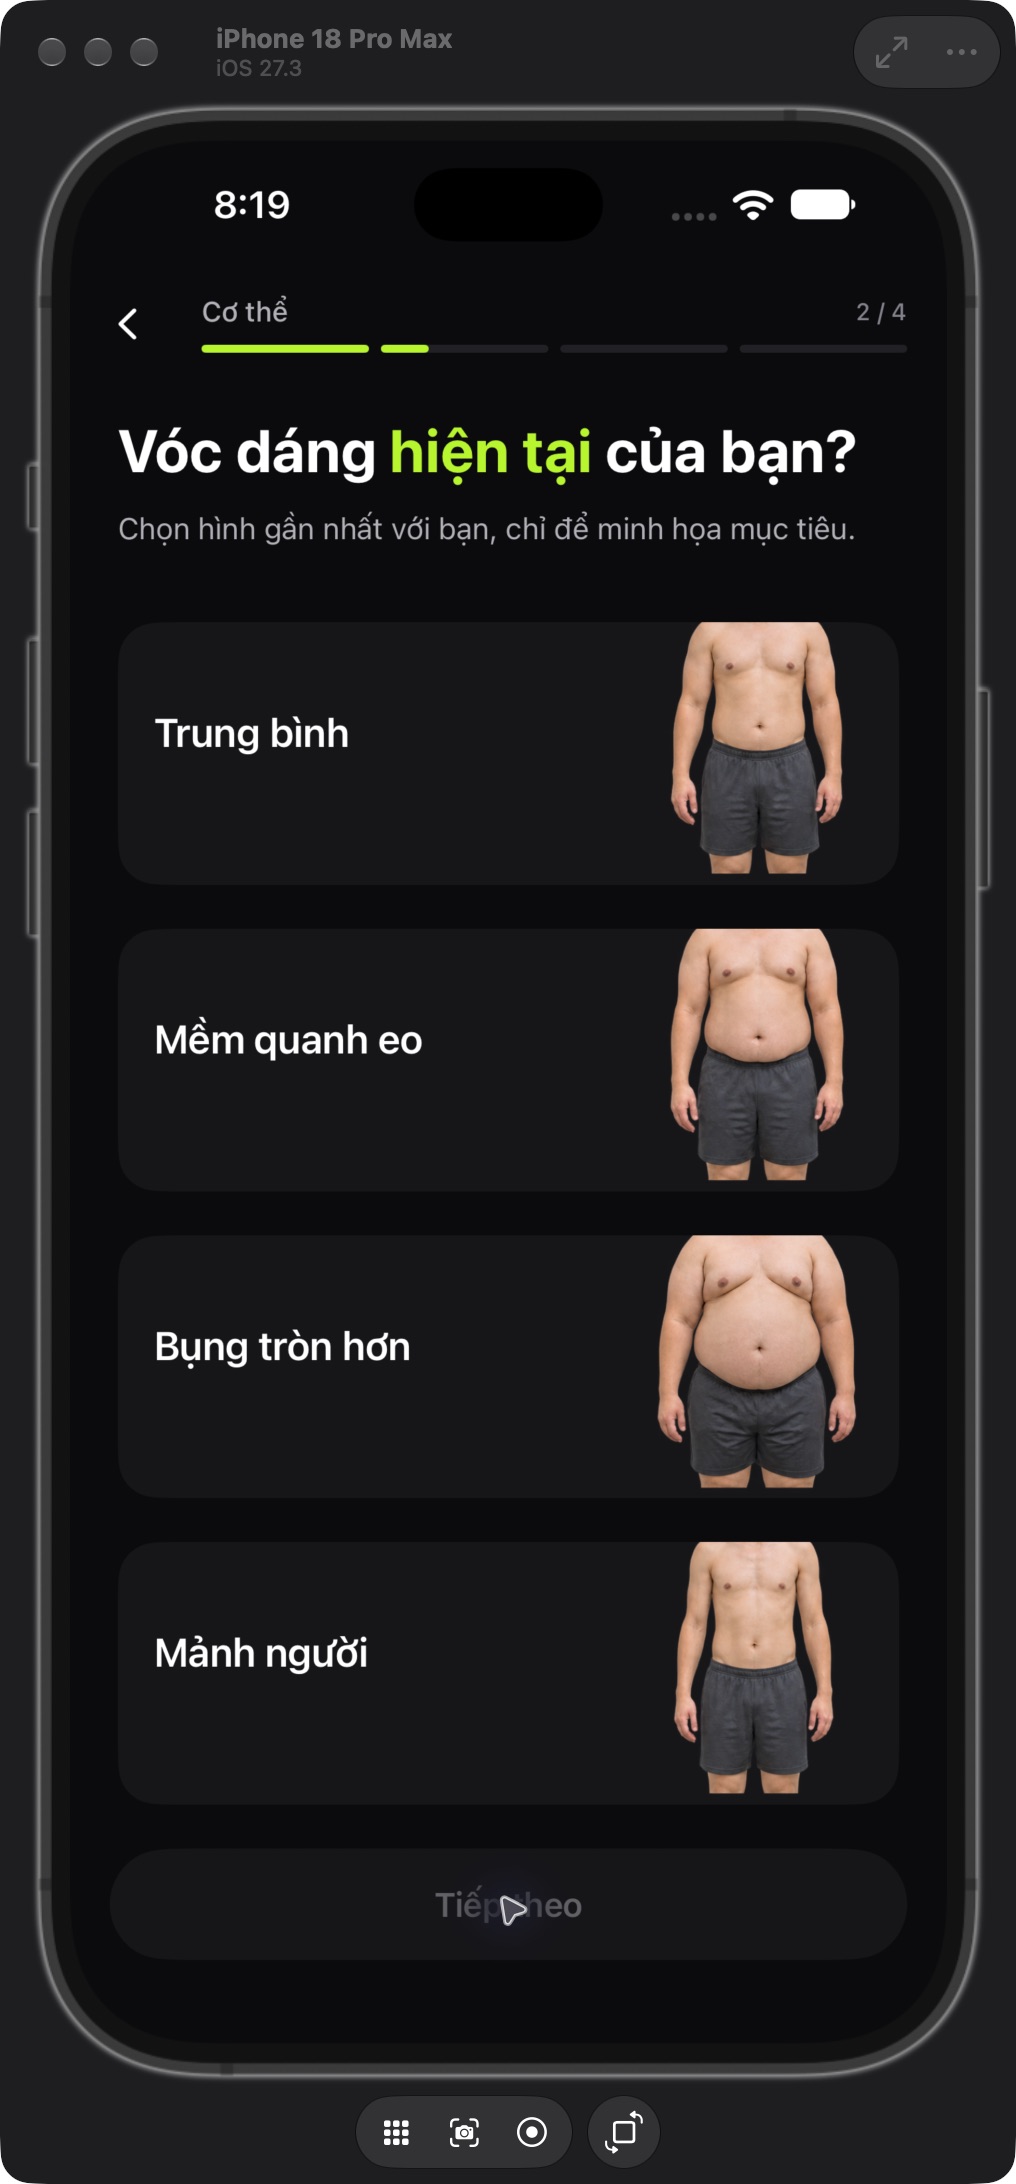 iPhone 18 Pro Max
iOS 27.3
8:19
Cơ thể
2 / 4
Vóc dáng hiện tại của bạn?
Chọn hình gần nhất với bạn, chỉ để minh họa mục tiêu.
Trung bình
Mềm quanh eo
Bụng tròn hơn
Mảnh người
Tiếp theo